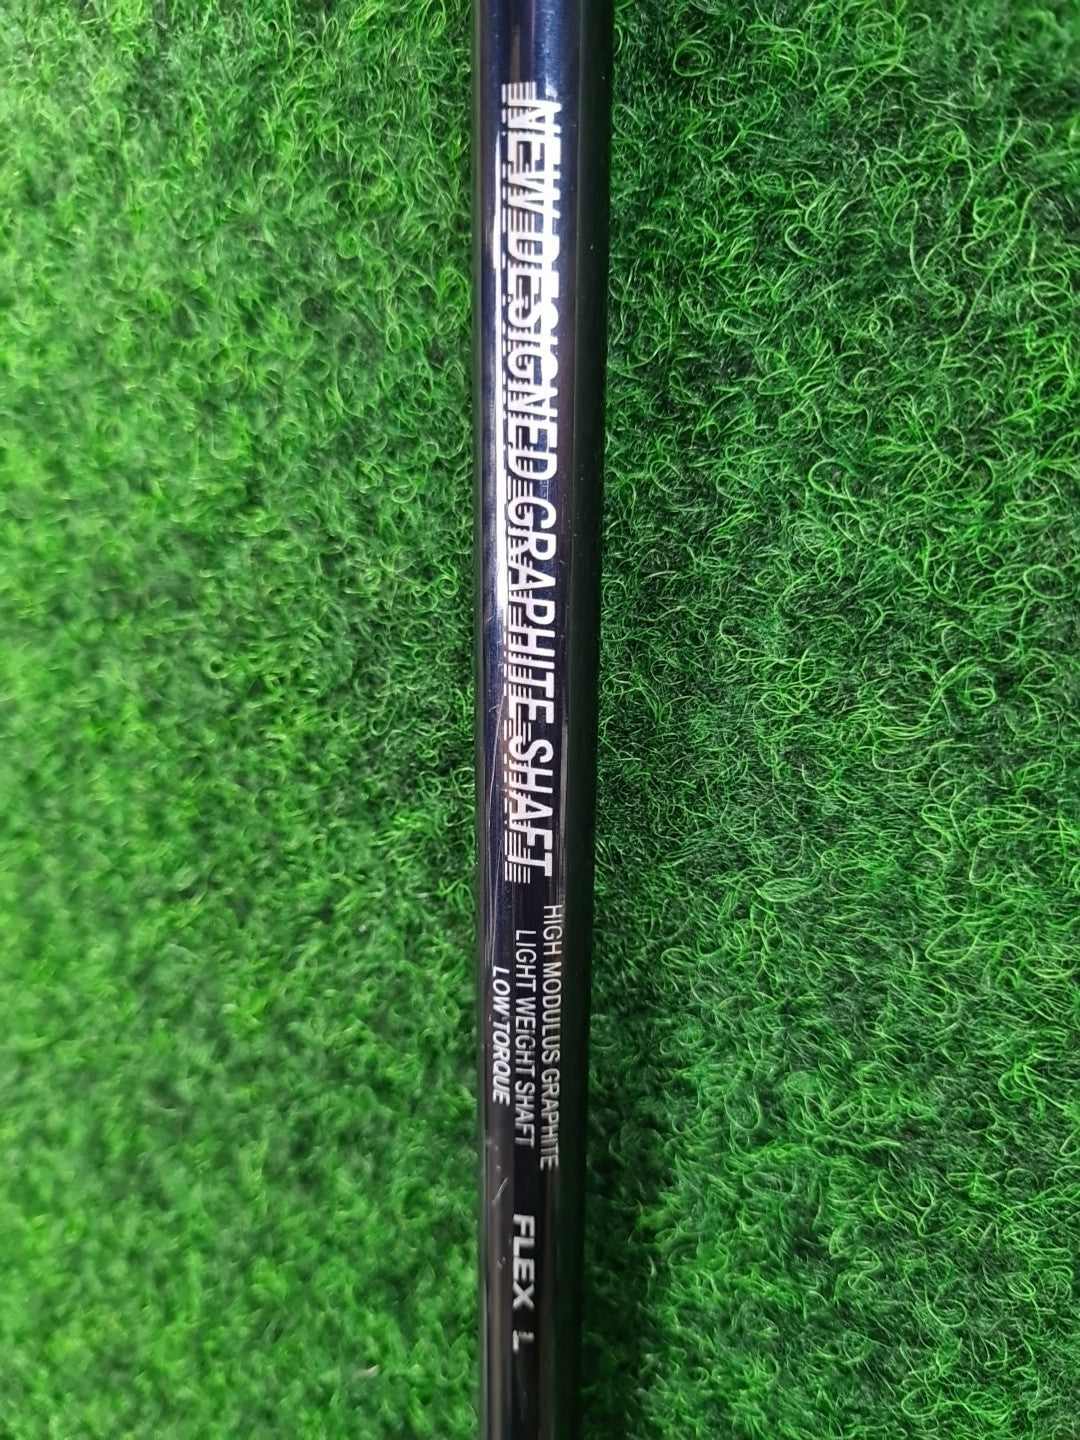 NEW DESIGNED GRAPHITE SHAFT
HIGH MODULUS GRAPHITE
LIGHT WEIGHT SHAFT
LOW TORQUE
FLEX L